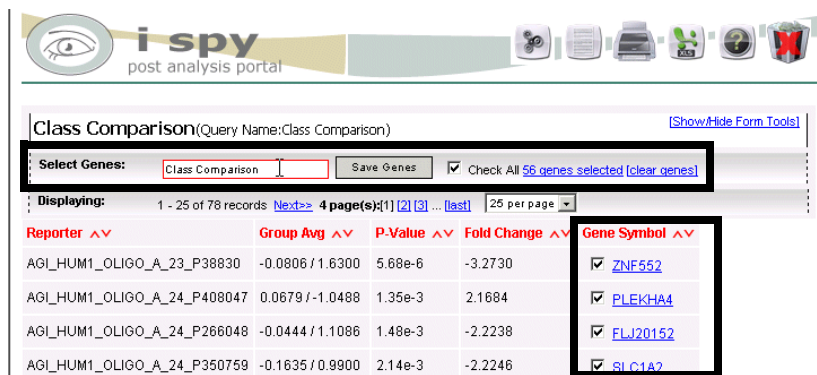 i spy
post analysis portal
XLS
Class Comparison(Query Name:Class Comparison) [Show/Hide Form Tools]
Select Genes: Class Comparison Save Genes Check All 56 genes selected [clear genes]
Displaying: 1 - 25 of 78 records Next>> 4 page(s):[1] [2] [3] ... [last] 25 per page
Reporter Group Avg P-Value Fold Change Gene Symbol
AGI_HUM1_OLIGO_A_23_P38830 -0.0806 / 1.6300 5.68e-6 -3.2730 ZNF552
AGI_HUM1_OLIGO_A_24_P408047 0.0679 / -1.0488 1.35e-3 2.1684 PLEKHA4
AGI_HUM1_OLIGO_A_24_P266048 -0.0444 / 1.1086 1.48e-3 -2.2238 FLJ20152
AGI_HUM1_OLIGO_A_24_P350759 -0.1635 / 0.9900 2.14e-3 -2.2246 SLC1A2